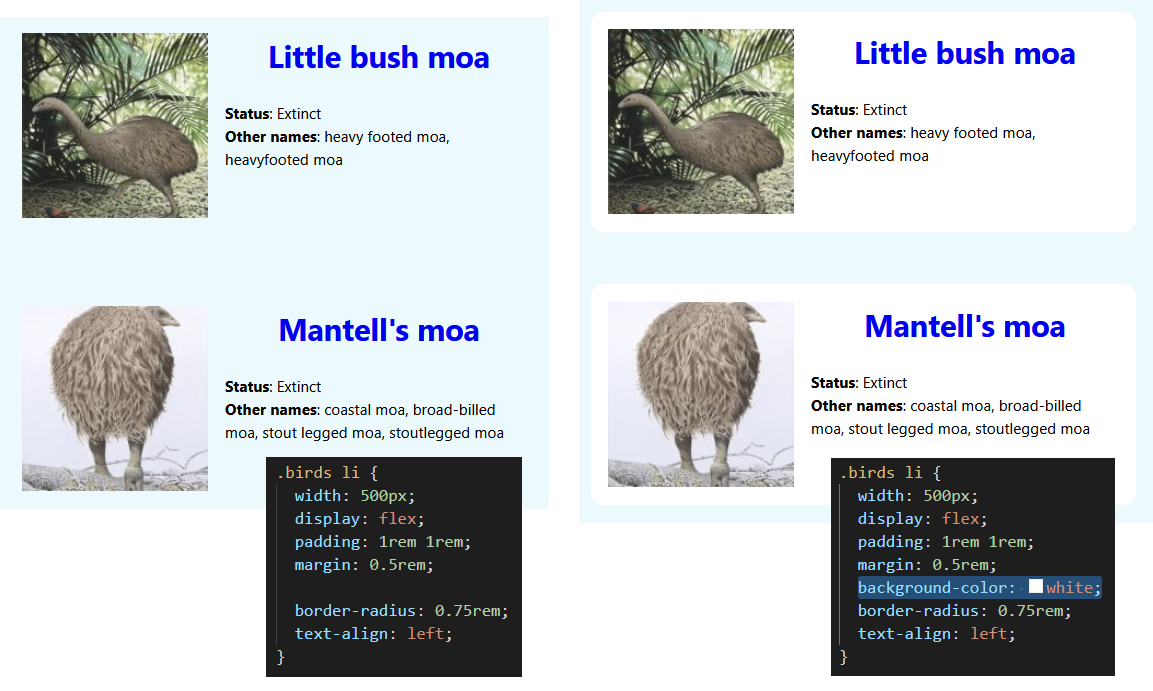 Little bush moa
Status: Extinct
Other names: heavy footed moa,
heavyfooted moa
Mantell's moa
Status: Extinct
Other names: coastal moa, broad-billed
moa, stout legged moa, stoutlegged moa
.birds li {
width: 500px;
display: flex;
padding: 1rem 1rem;
margin: 0.5rem;
border-radius: 0.75rem;
text-align: left;
}
Little bush moa
Status: Extinct
Other names: heavy footed moa,
heavyfooted moa
Mantell's moa
Status: Extinct
Other names: coastal moa, broad-billed
moa, stout legged moa, stoutlegged moa
.birds li {
width: 500px;
display: flex;
padding: 1rem 1rem;
margin: 0.5rem;
background-color: white;
border-radius: 0.75rem;
text-align: left;
}